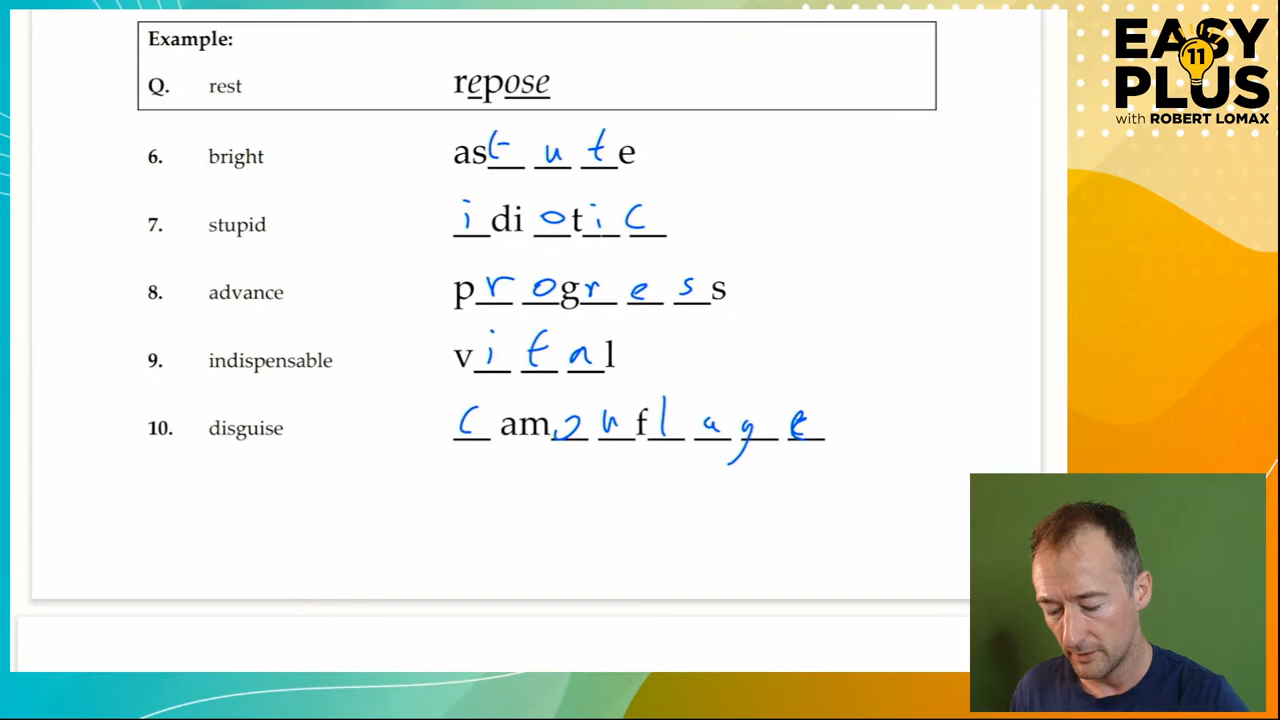 Example:
Q. rest repose
6. bright astute
7. stupid idiotic
8. advance progress
9. indispensable vital
10. disguise camouflage
EASY
11
PLUS
with ROBERT LOMAX